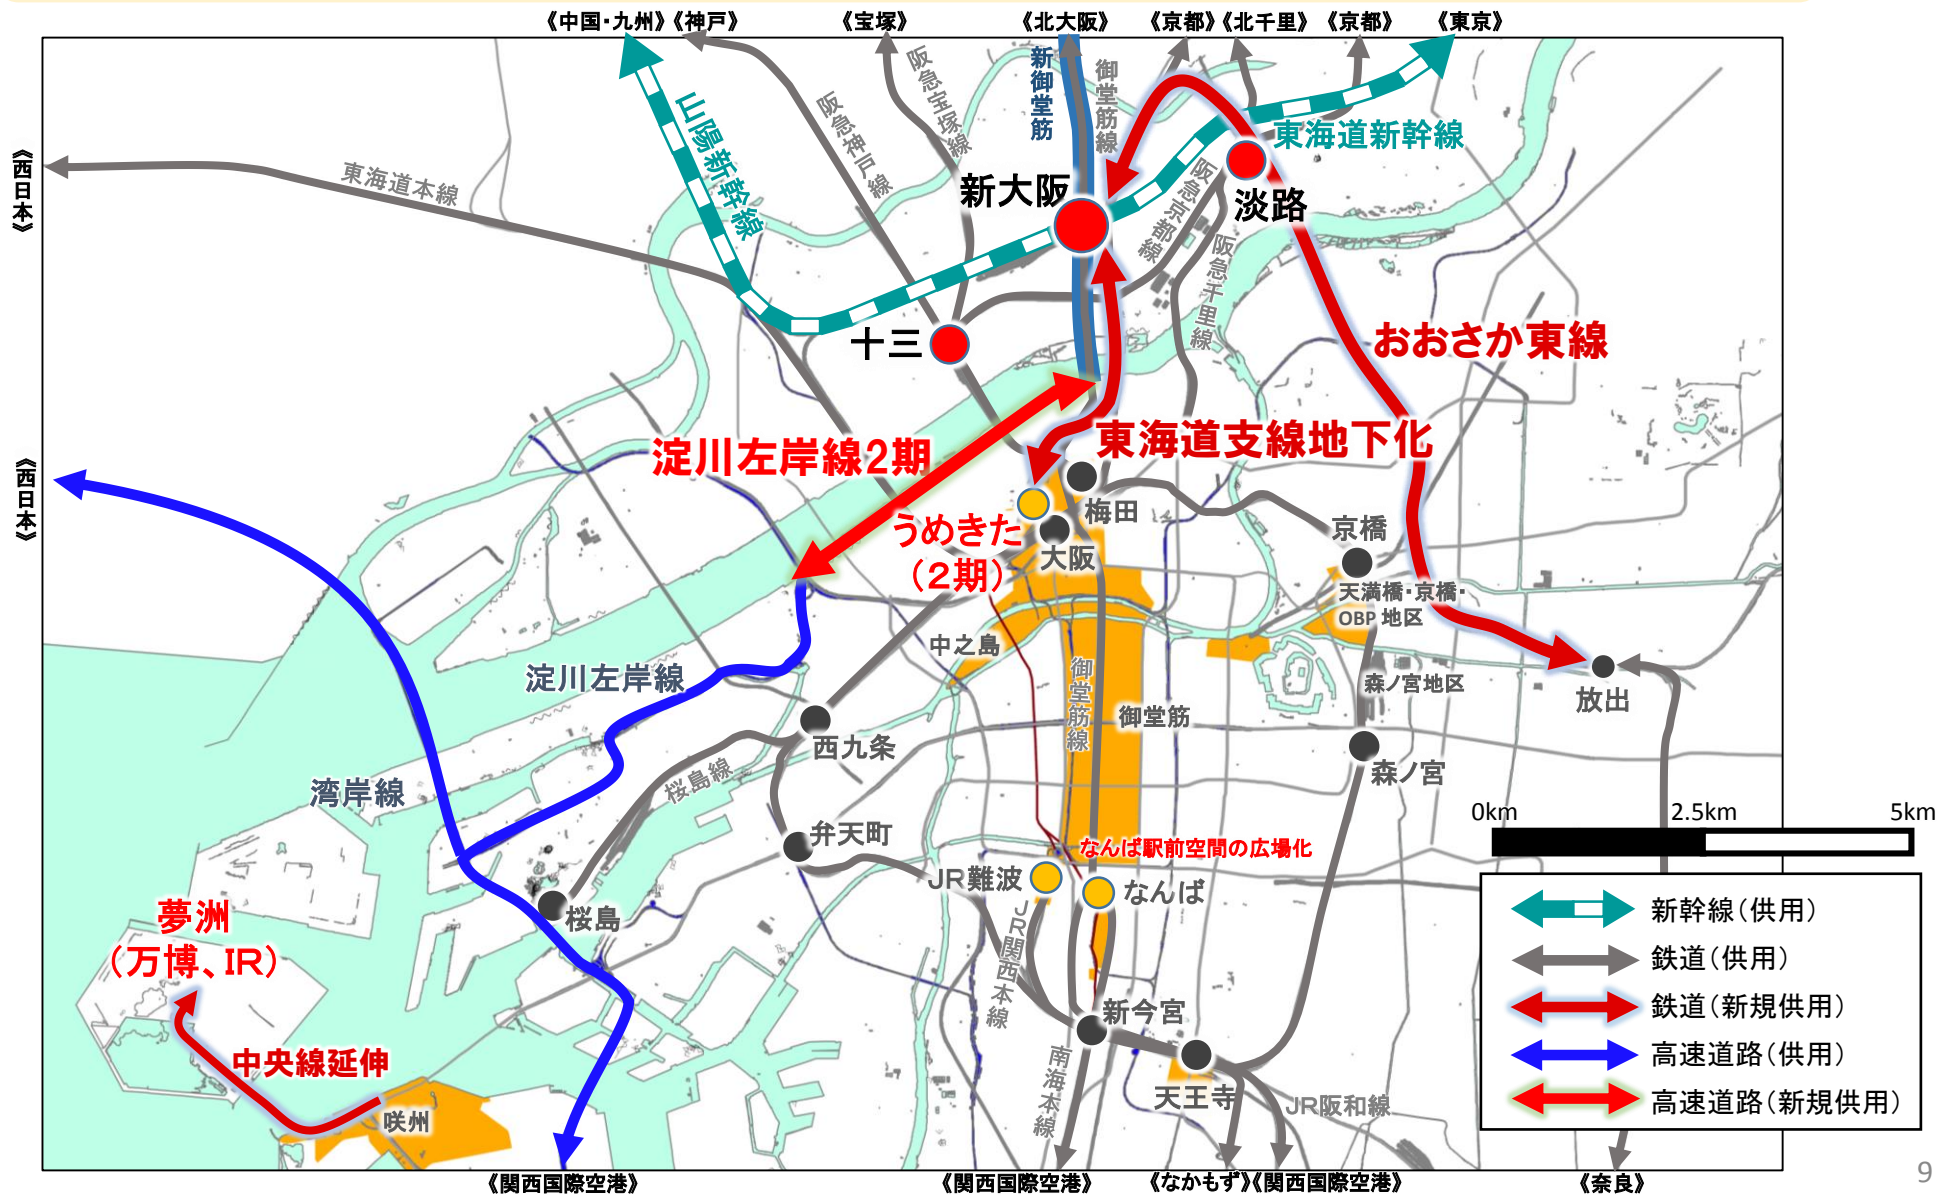 《中国・九州》
《神戸》
《宝塚》
《北大阪》
《京都》
《北千里》
《京都》
《東京》
《西日本》
東海道本線
山陽新幹線
阪急神戸線
阪急宝塚線
新御堂筋
御堂筋線
東海道新幹線
新大阪
淡路
阪急京都線
阪急千里線
十三
おおさか東線
淀川左岸線2期
東海道支線地下化
《西日本》
うめきた
（2期）
梅田
大阪
京橋
天満橋・京橋・
OBP 地区
中之島
淀川左岸線
御堂筋線
御堂筋
森ノ宮地区
放出
西九条
森ノ宮
湾岸線
桜島線
弁天町
なんば駅前空間の広場化
JR難波
なんば
桜島
夢洲
（万博、IR）
JR関西本線
新今宮
中央線延伸
咲州
南海本線
天王寺
JR阪和線
0km
2.5km
5km
新幹線（供用）
鉄道（供用）
鉄道（新規供用）
高速道路（供用）
高速道路（新規供用）
《関西国際空港》
《関西国際空港》
《なかもず》
《関西国際空港》
《奈良》
9